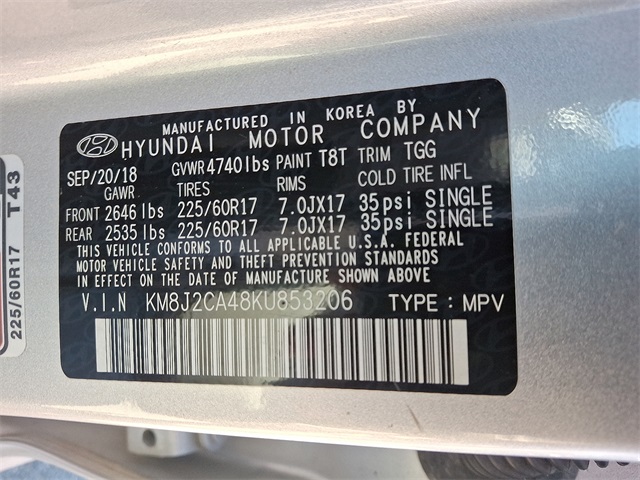 MANUFACTURED IN KOREA BY
HYUNDAI MOTOR COMPANY
SEP/20/18 GVWR 4740lbs PAINT T8T TRIM TGG
GAWR TIRES RIMS COLD TIRE INFL
FRONT 2646 lbs 225/60R17 7.0JX17 35psi SINGLE
REAR 2535 lbs 225/60R17 7.0JX17 35psi SINGLE
THIS VEHICLE CONFORMS TO ALL APPLICABLE U.S.A. FEDERAL
MOTOR VEHICLE SAFETY AND THEFT PREVENTION STANDARDS
IN EFFECT ON THE DATE OF MANUFACTURE SHOWN ABOVE
V.I.N KM8J2CA48KU853206 TYPE : MPV
225/60R17 T43